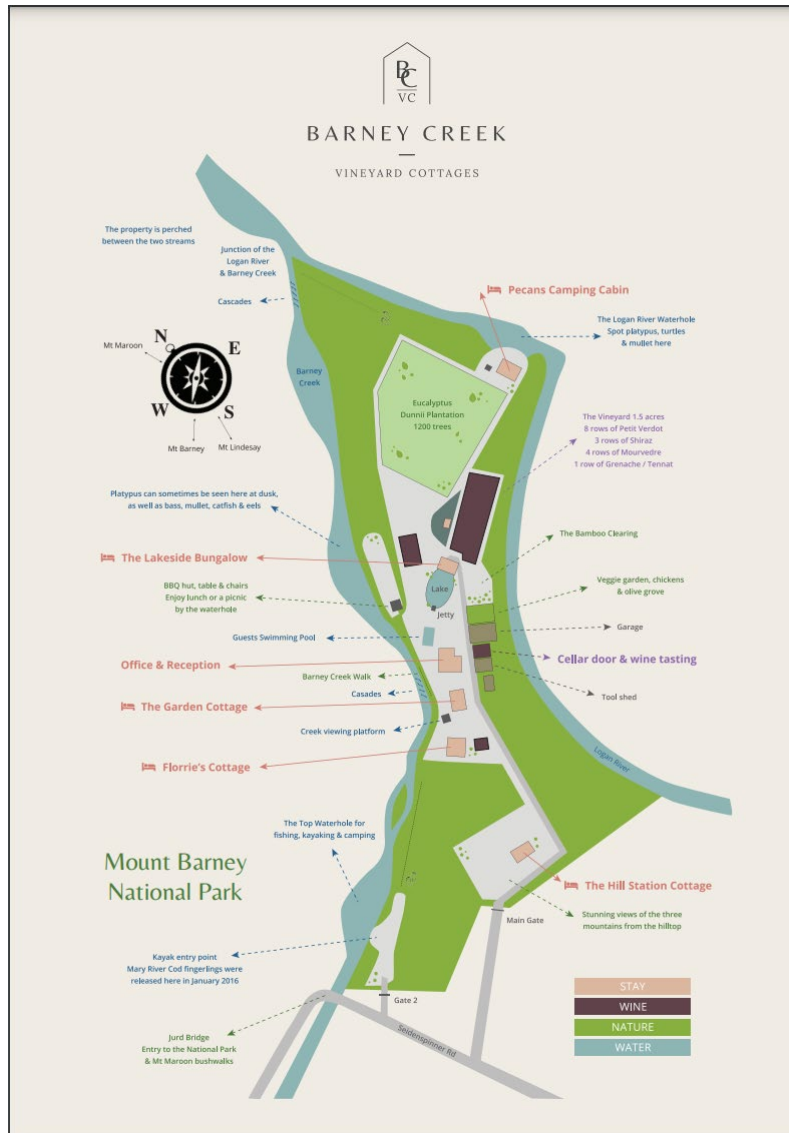 BC
VC
BARNEY CREEK
VINEYARD COTTAGES
The property is perched
between the two streams
Junction of the
Logan River
& Barney Creek
Cascades
Pecans Camping Cabin
The Logan River Waterhole
Spot platypus, turtles
& mullet here
N
E
W
S
Mt Maroon
Mt Barney
Mt Lindesay
Barney
Creek
Eucalyptus
Dunnii Plantation
1200 trees
The Vineyard 1.5 acres
8 rows of Petit Verdot
3 rows of Shiraz
4 rows of Mourvedre
1 row of Grenache / Tennat
Platypus can sometimes be seen here at dusk,
as well as bass, mullet, catfish & eels
The Bamboo Clearing
The Lakeside Bungalow
Lake
Jetty
BBQ hut, table & chairs
Enjoy lunch or a picnic
by the waterhole
Veggie garden, chickens
& olive grove
Garage
Guests Swimming Pool
Office & Reception
Cellar door & wine tasting
Barney Creek Walk
Casades
Tool shed
The Garden Cottage
Creek viewing platform
Florrie's Cottage
Logan River
The Top Waterhole for
fishing, kayaking & camping
Mount Barney
National Park
The Hill Station Cottage
Stunning views of the three
mountains from the hilltop
Main Gate
Kayak entry point
Mary River Cod fingerlings were
released here in January 2016
Gate 2
Seidenspinner Rd
Jurd Bridge
Entry to the National Park
& Mt Maroon bushwalks
STAY
WINE
NATURE
WATER